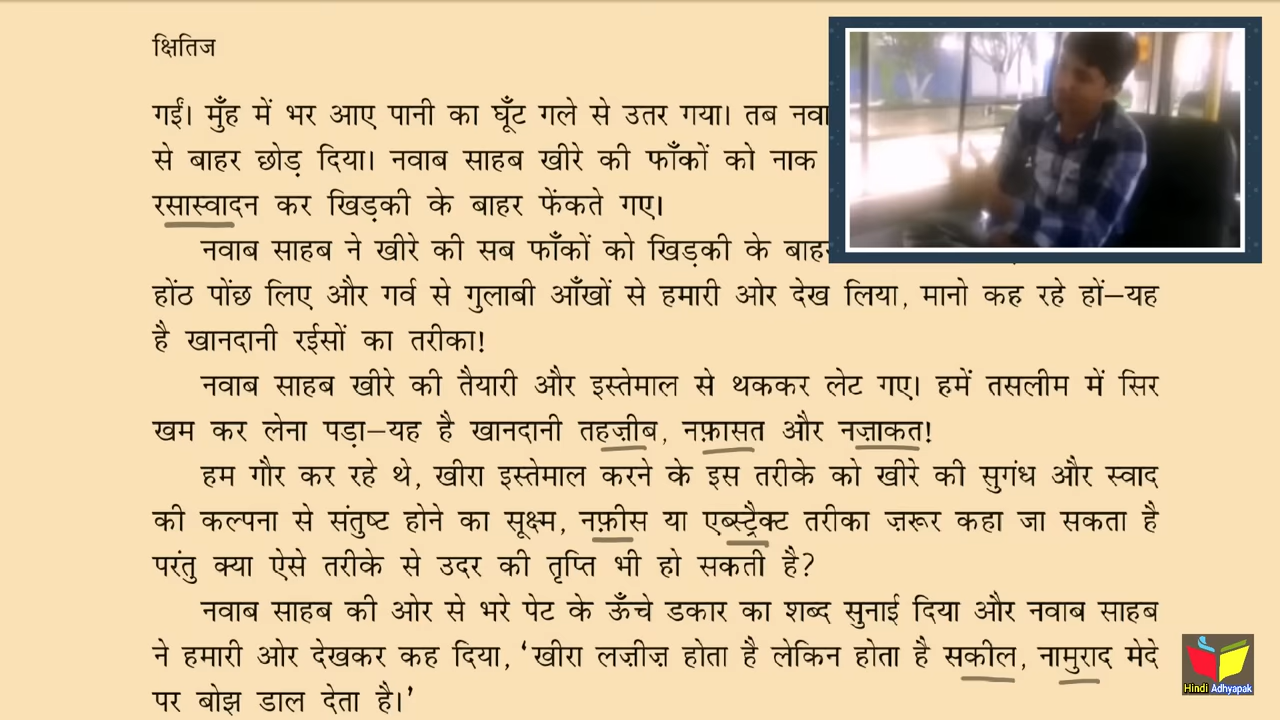 क्षितिज
गईं। मुँह में भर आए पानी का घूँट गले से उतर गया। तब नवा
से बाहर छोड़ दिया। नवाब साहब खीरे की फाँकों को नाक
रसास्वादन कर खिड़की के बाहर फेंकते गए।
नवाब साहब ने खीरे की सब फाँकों को खिड़की के बाहर
होंठ पोंछ लिए और गर्व से गुलाबी आँखों से हमारी ओर देख लिया, मानो कह रहे हों—यह
है खानदानी रईसों का तरीका!
नवाब साहब खीरे की तैयारी और इस्तेमाल से थककर लेट गए। हमें तसलीम में सिर
खम कर लेना पड़ा—यह है खानदानी तहज़ीब, नफ़ासत और नज़ाकत!
हम गौर कर रहे थे, खीरा इस्तेमाल करने के इस तरीके को खीरे की सुगंध और स्वाद
की कल्पना से संतुष्ट होने का सूक्ष्म, नफ़ीस या एब्स्ट्रैक्ट तरीका ज़रूर कहा जा सकता है
परंतु क्या ऐसे तरीके से उदर की तृप्ति भी हो सकती है?
नवाब साहब की ओर से भरे पेट के ऊँचे डकार का शब्द सुनाई दिया और नवाब साहब
ने हमारी ओर देखकर कह दिया, ‘खीरा लज़ीज़ होता है लेकिन होता है सकील, नामुराद मेदे
पर बोझ डाल देता है।’
Hindi Adhyapak